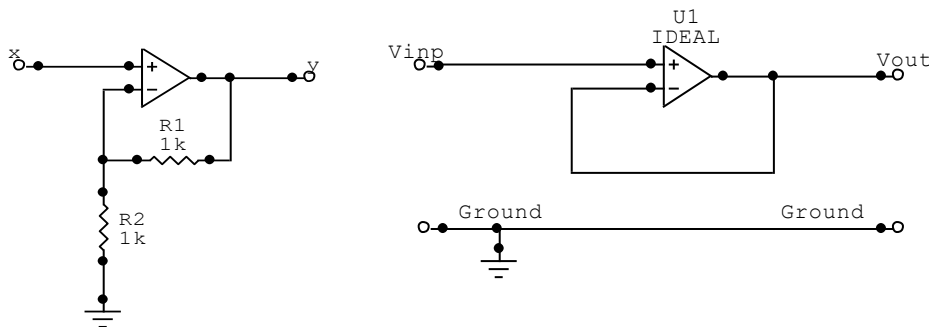 x
+
−
y
R1
1k
R2
1k
U1
IDEAL
Vinp
+
−
Vout
Ground
Ground